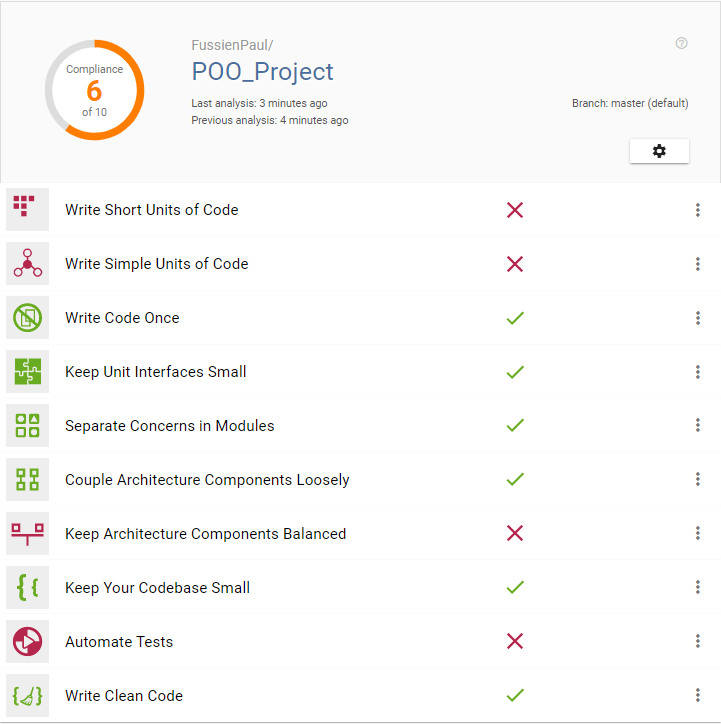 Compliance
6
of 10
FussienPaul/
POO_Project
Last analysis: 3 minutes ago
Previous analysis: 4 minutes ago
Branch: master (default)
Write Short Units of Code
Write Simple Units of Code
Write Code Once
Keep Unit Interfaces Small
Separate Concerns in Modules
Couple Architecture Components Loosely
Keep Architecture Components Balanced
Keep Your Codebase Small
Automate Tests
Write Clean Code